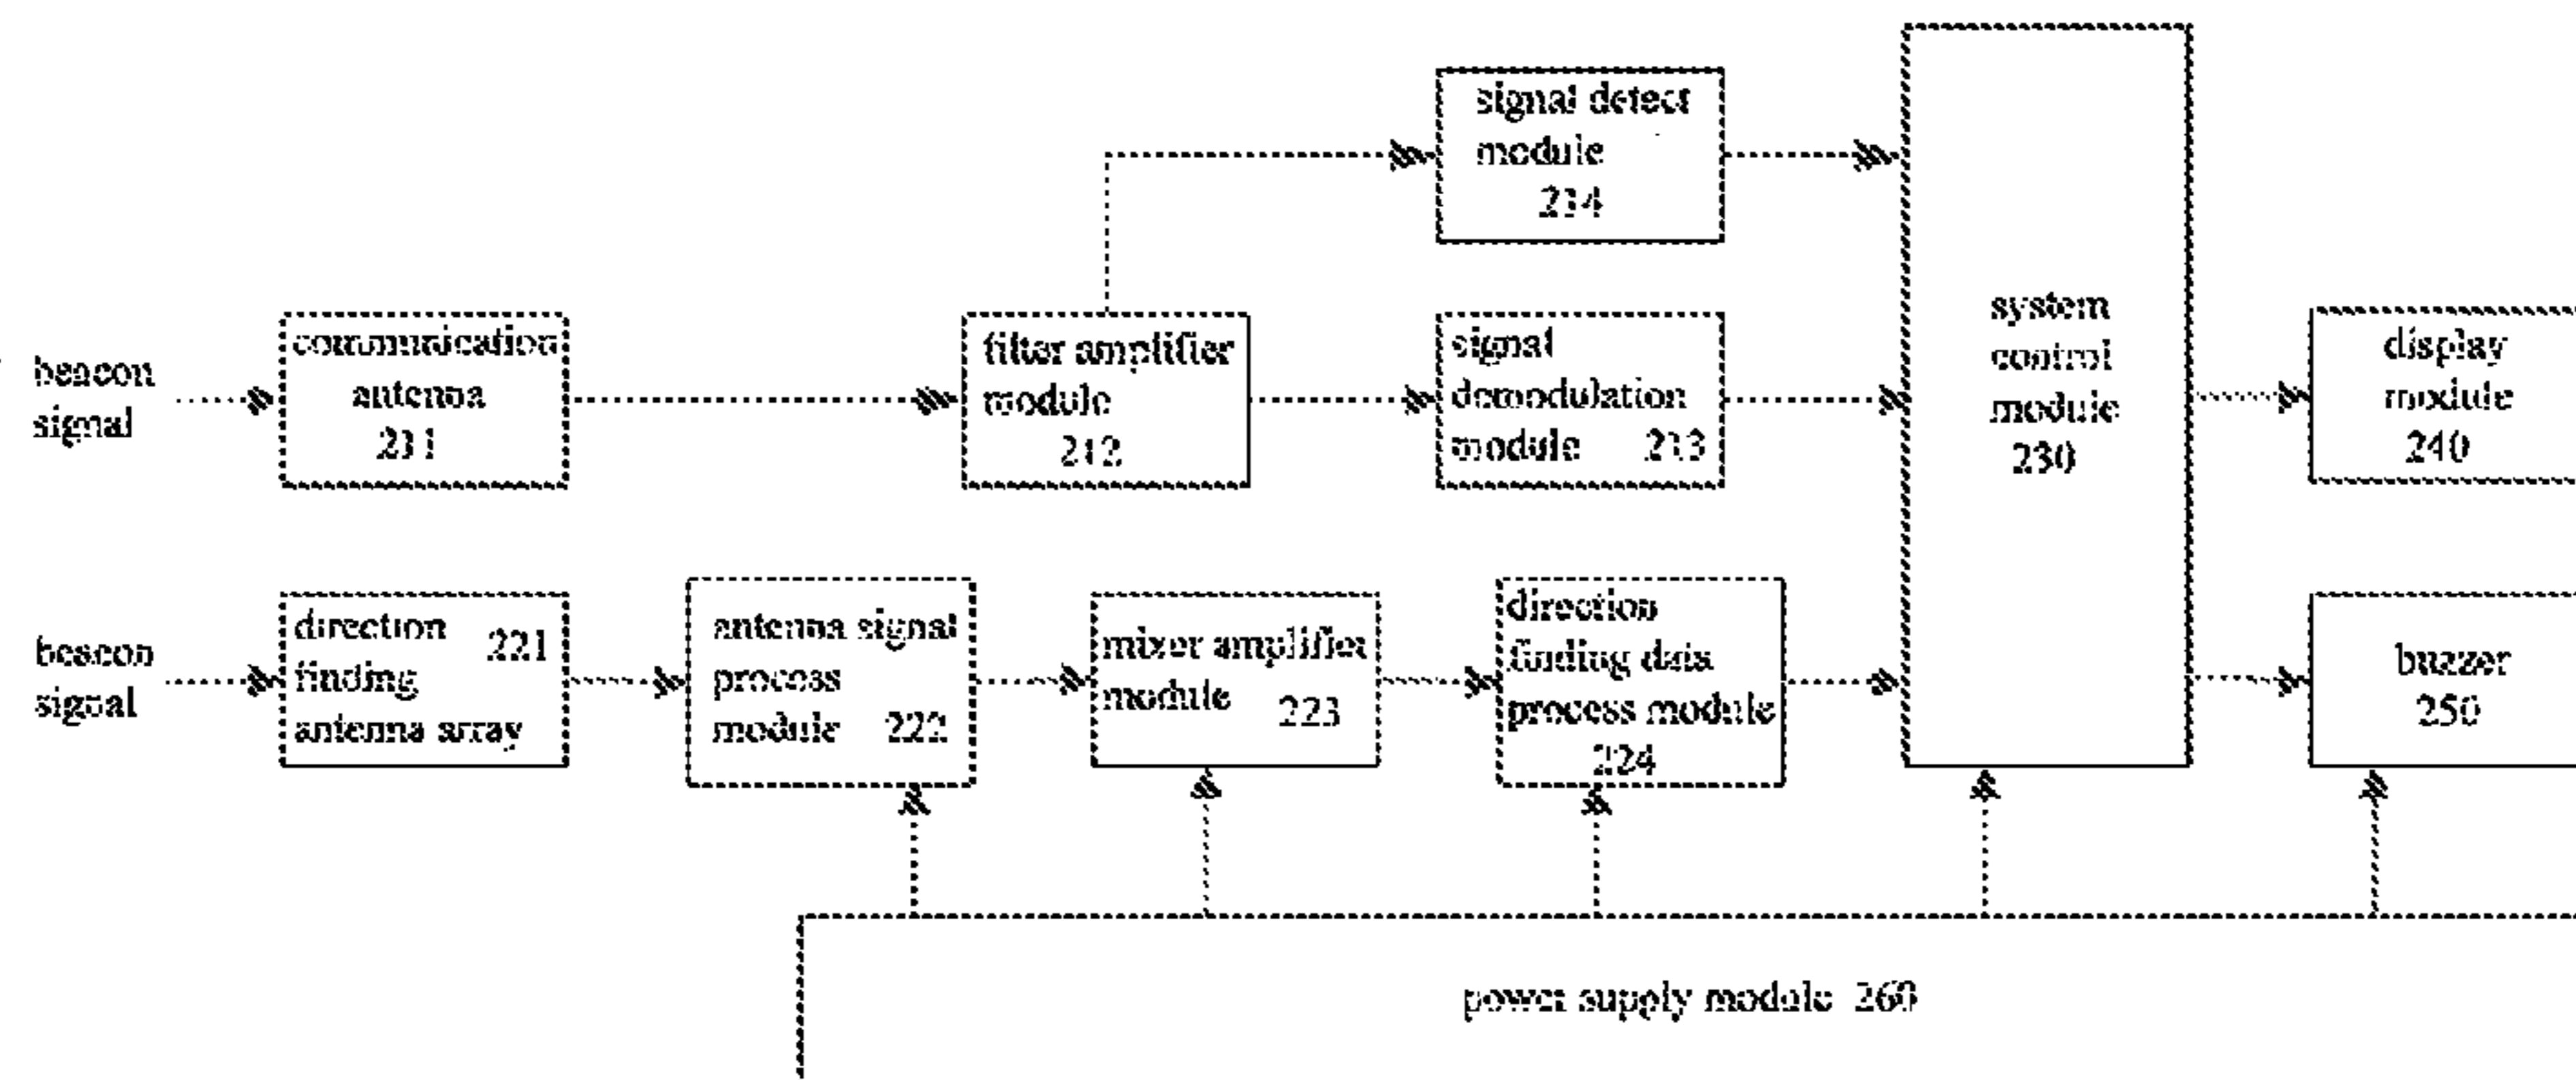 signal detect
module
214
beacon
signal
communication
antenna
211
filter amplifier
module
212
signal
demodulation
module 213
system
control
module
230
display
module
240
beacon
signal
direction 221
finding
antenna array
antenna signal
process
module 222
mixer amplifier
module 223
direction
finding data
process module
224
buzzer
250
power supply module 260